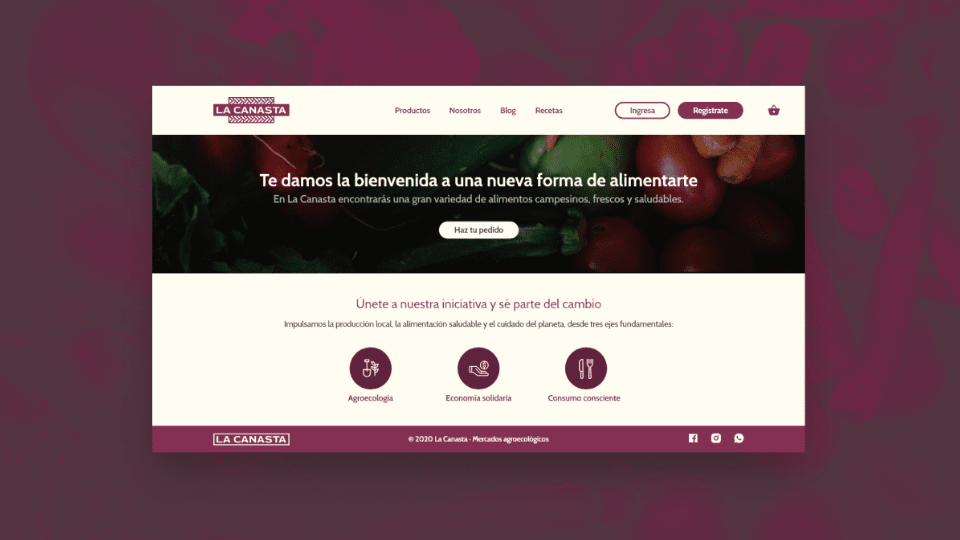 LA CANASTA
Productos Nosotros Blog Recetas Ingresa Regístrate
Te damos la bienvenida a una nueva forma de alimentarte
En La Canasta encontrarás una gran variedad de alimentos campesinos, frescos y saludables.
Haz tu pedido
Únete a nuestra iniciativa y sé parte del cambio
Impulsamos la producción local, la alimentación saludable y el cuidado del planeta, desde tres ejes fundamentales:
Agroecología Economía solidaria Consumo consciente
LA CANASTA © 2020 La Canasta · Mercados agroecológicos